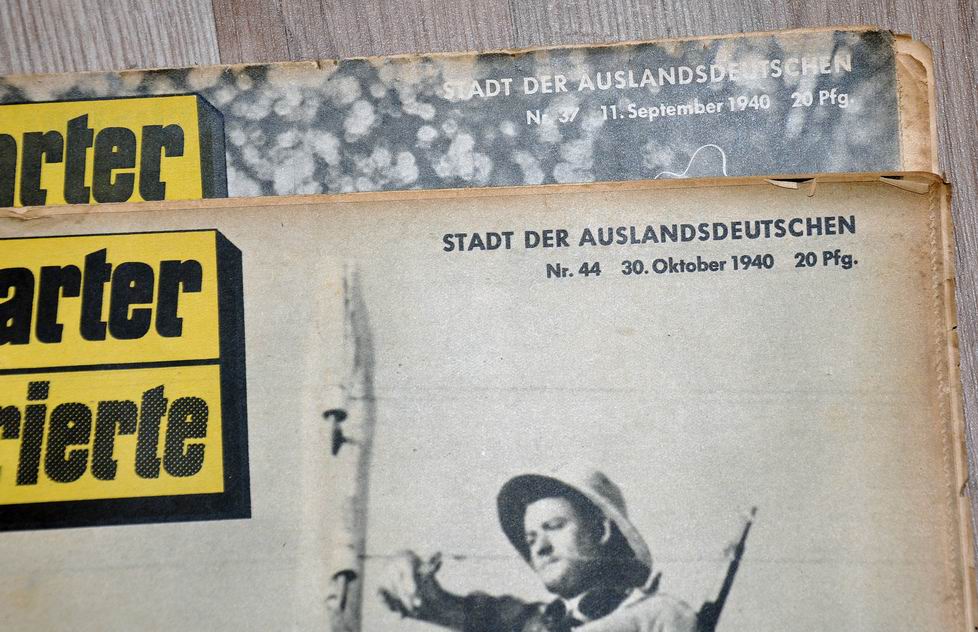 STADT DER AUSLANDSDEUTSCHEN
Nr. 37 11. September 1940 20 Pfg.
arter
STADT DER AUSLANDSDEUTSCHEN
Nr. 44 30. Oktober 1940 20 Pfg.
arter
rierte